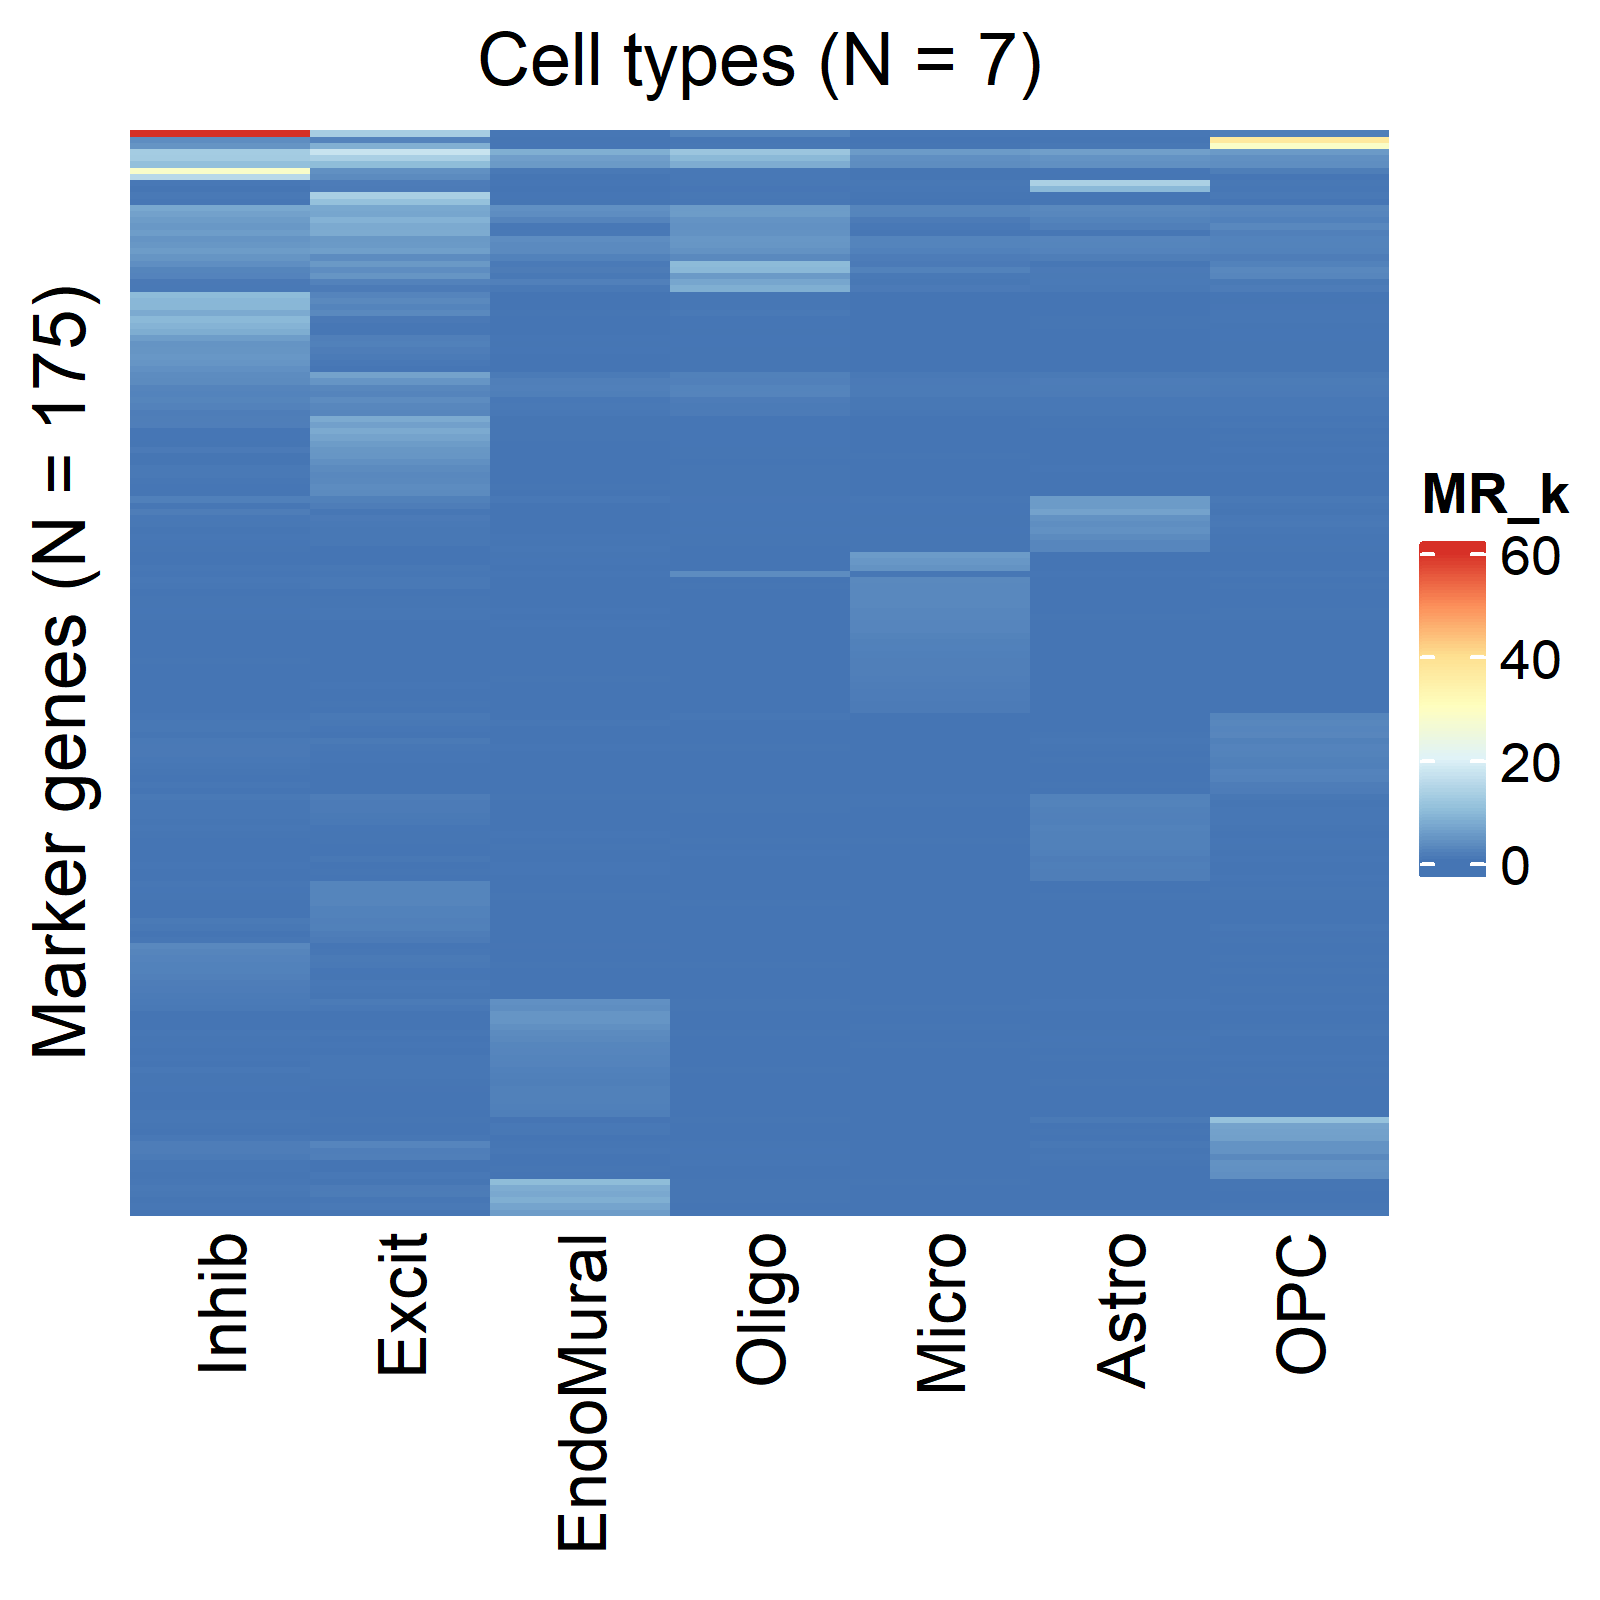 Cell types (N = 7)
Marker genes (N = 175)
MR_k
60
40
20
0
Inhib
Excit
EndoMural
Oligo
Micro
Astro
OPC